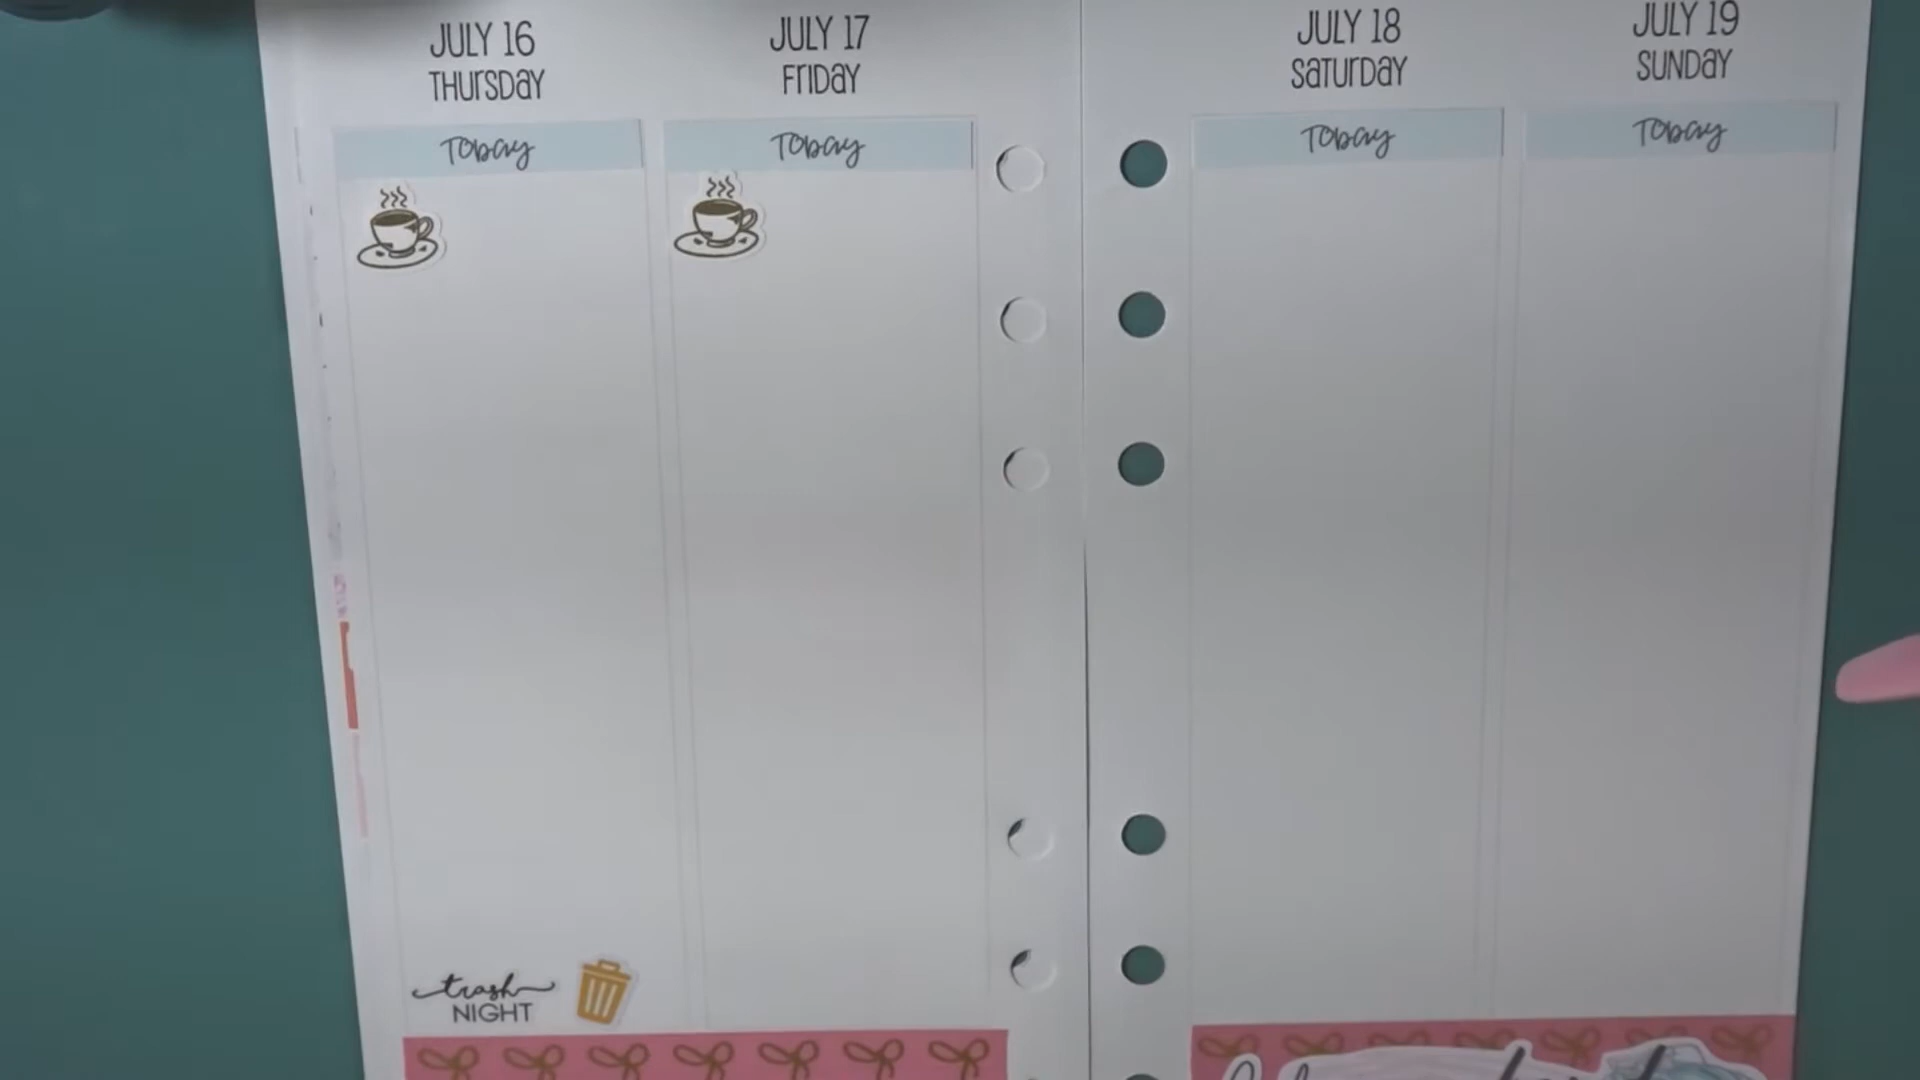 JULY 16
THURSDAY
JULY 17
FRIDAY
JULY 18
SATURDAY
JULY 19
SUNDAY
TODAY
TODAY
TODAY
TODAY
trash
NIGHT